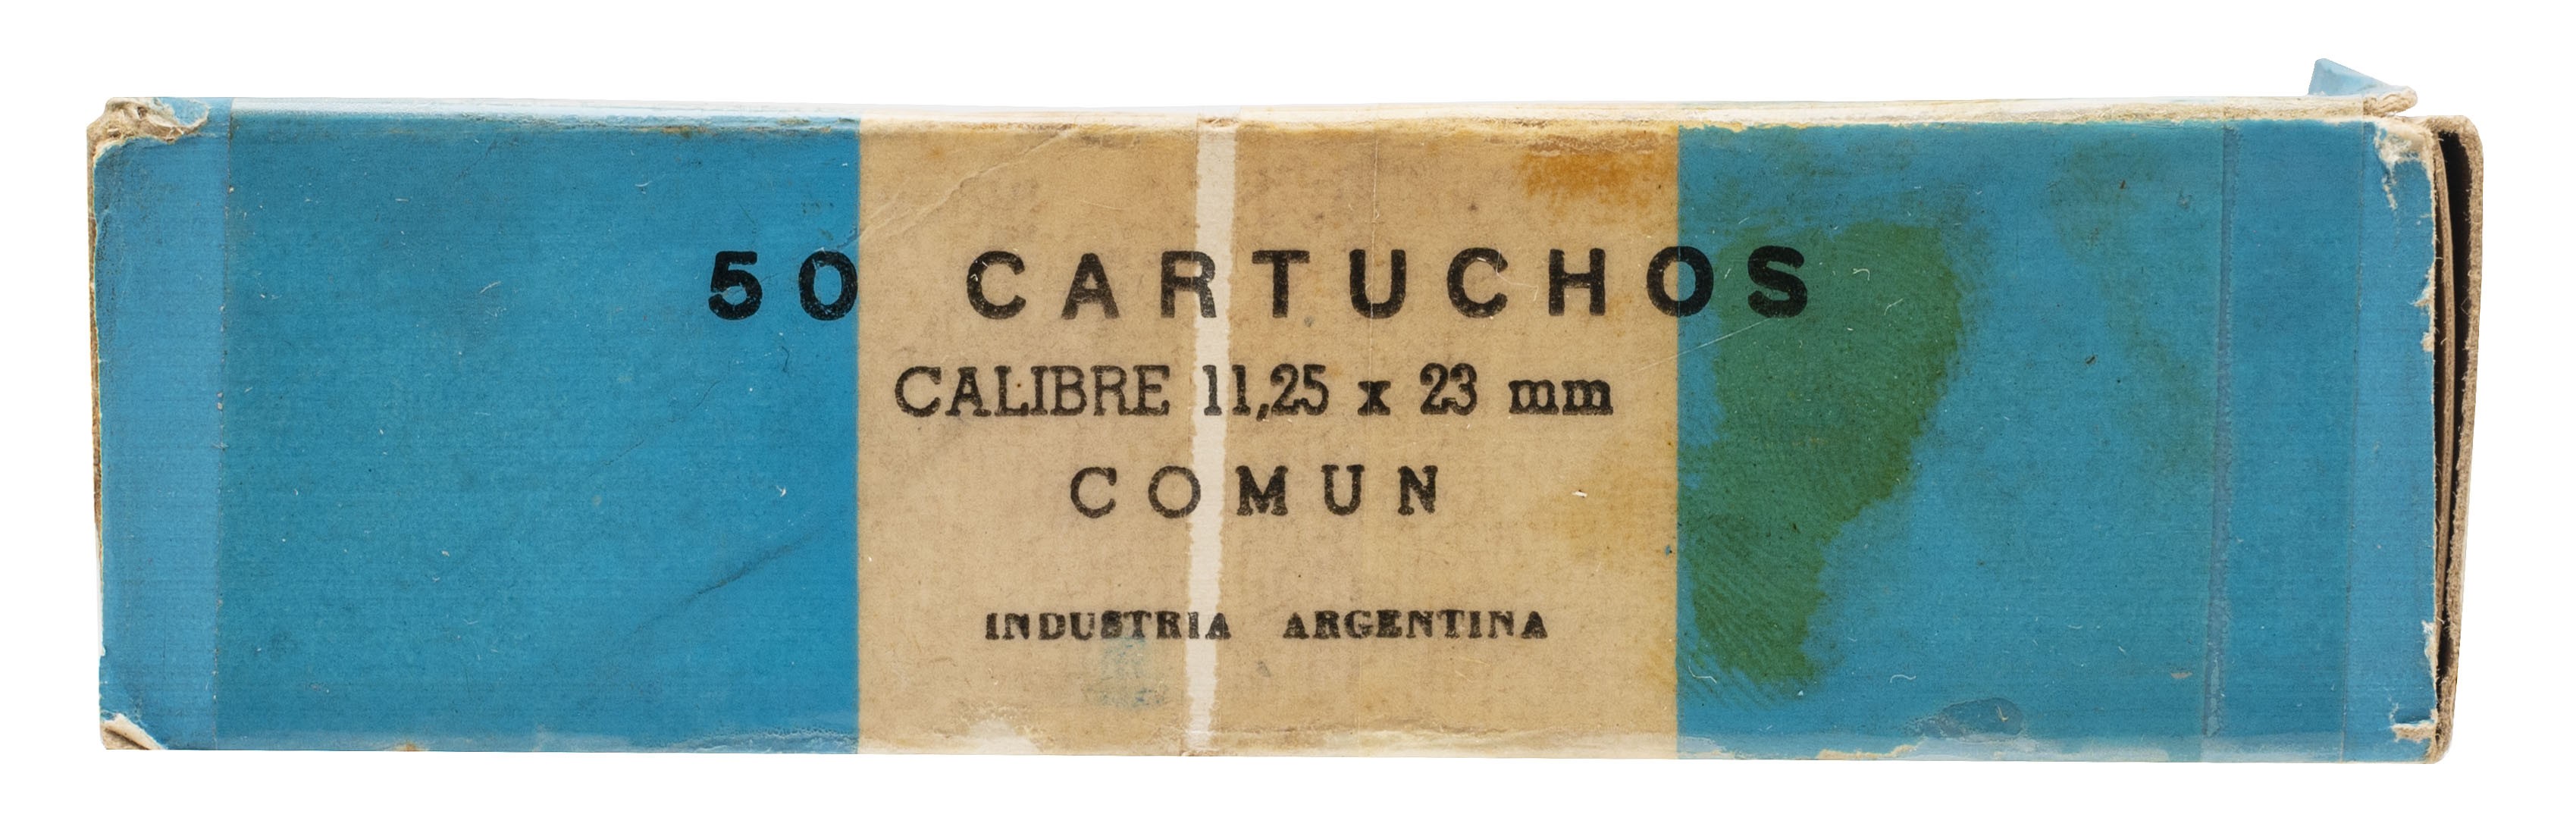 50 CARTUCHOS
CALIBRE 11,25 x 23 mm
COMUN
INDUSTRIA ARGENTINA